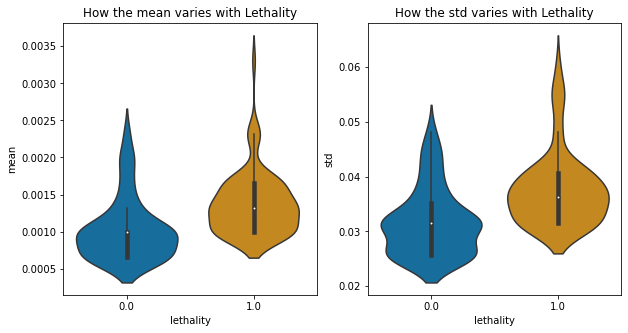 How the mean varies with Lethality
mean
0.0035
0.0030
0.0025
0.0020
0.0015
0.0010
0.0005
0.0
1.0
lethality
How the std varies with Lethality
std
0.06
0.05
0.04
0.03
0.02
0.0
1.0
lethality